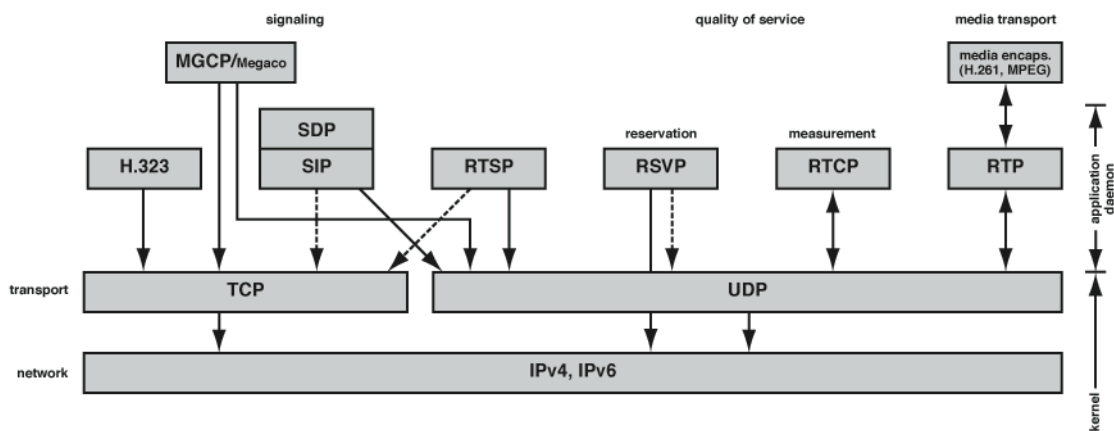 signaling
quality of service
media transport
MGCP/Megaco
media encaps.
(H.261, MPEG)
SDP
reservation
measurement
H.323
SIP
RTSP
RSVP
RTCP
RTP
application
daemon
transport
TCP
UDP
network
IPv4, IPv6
kernel